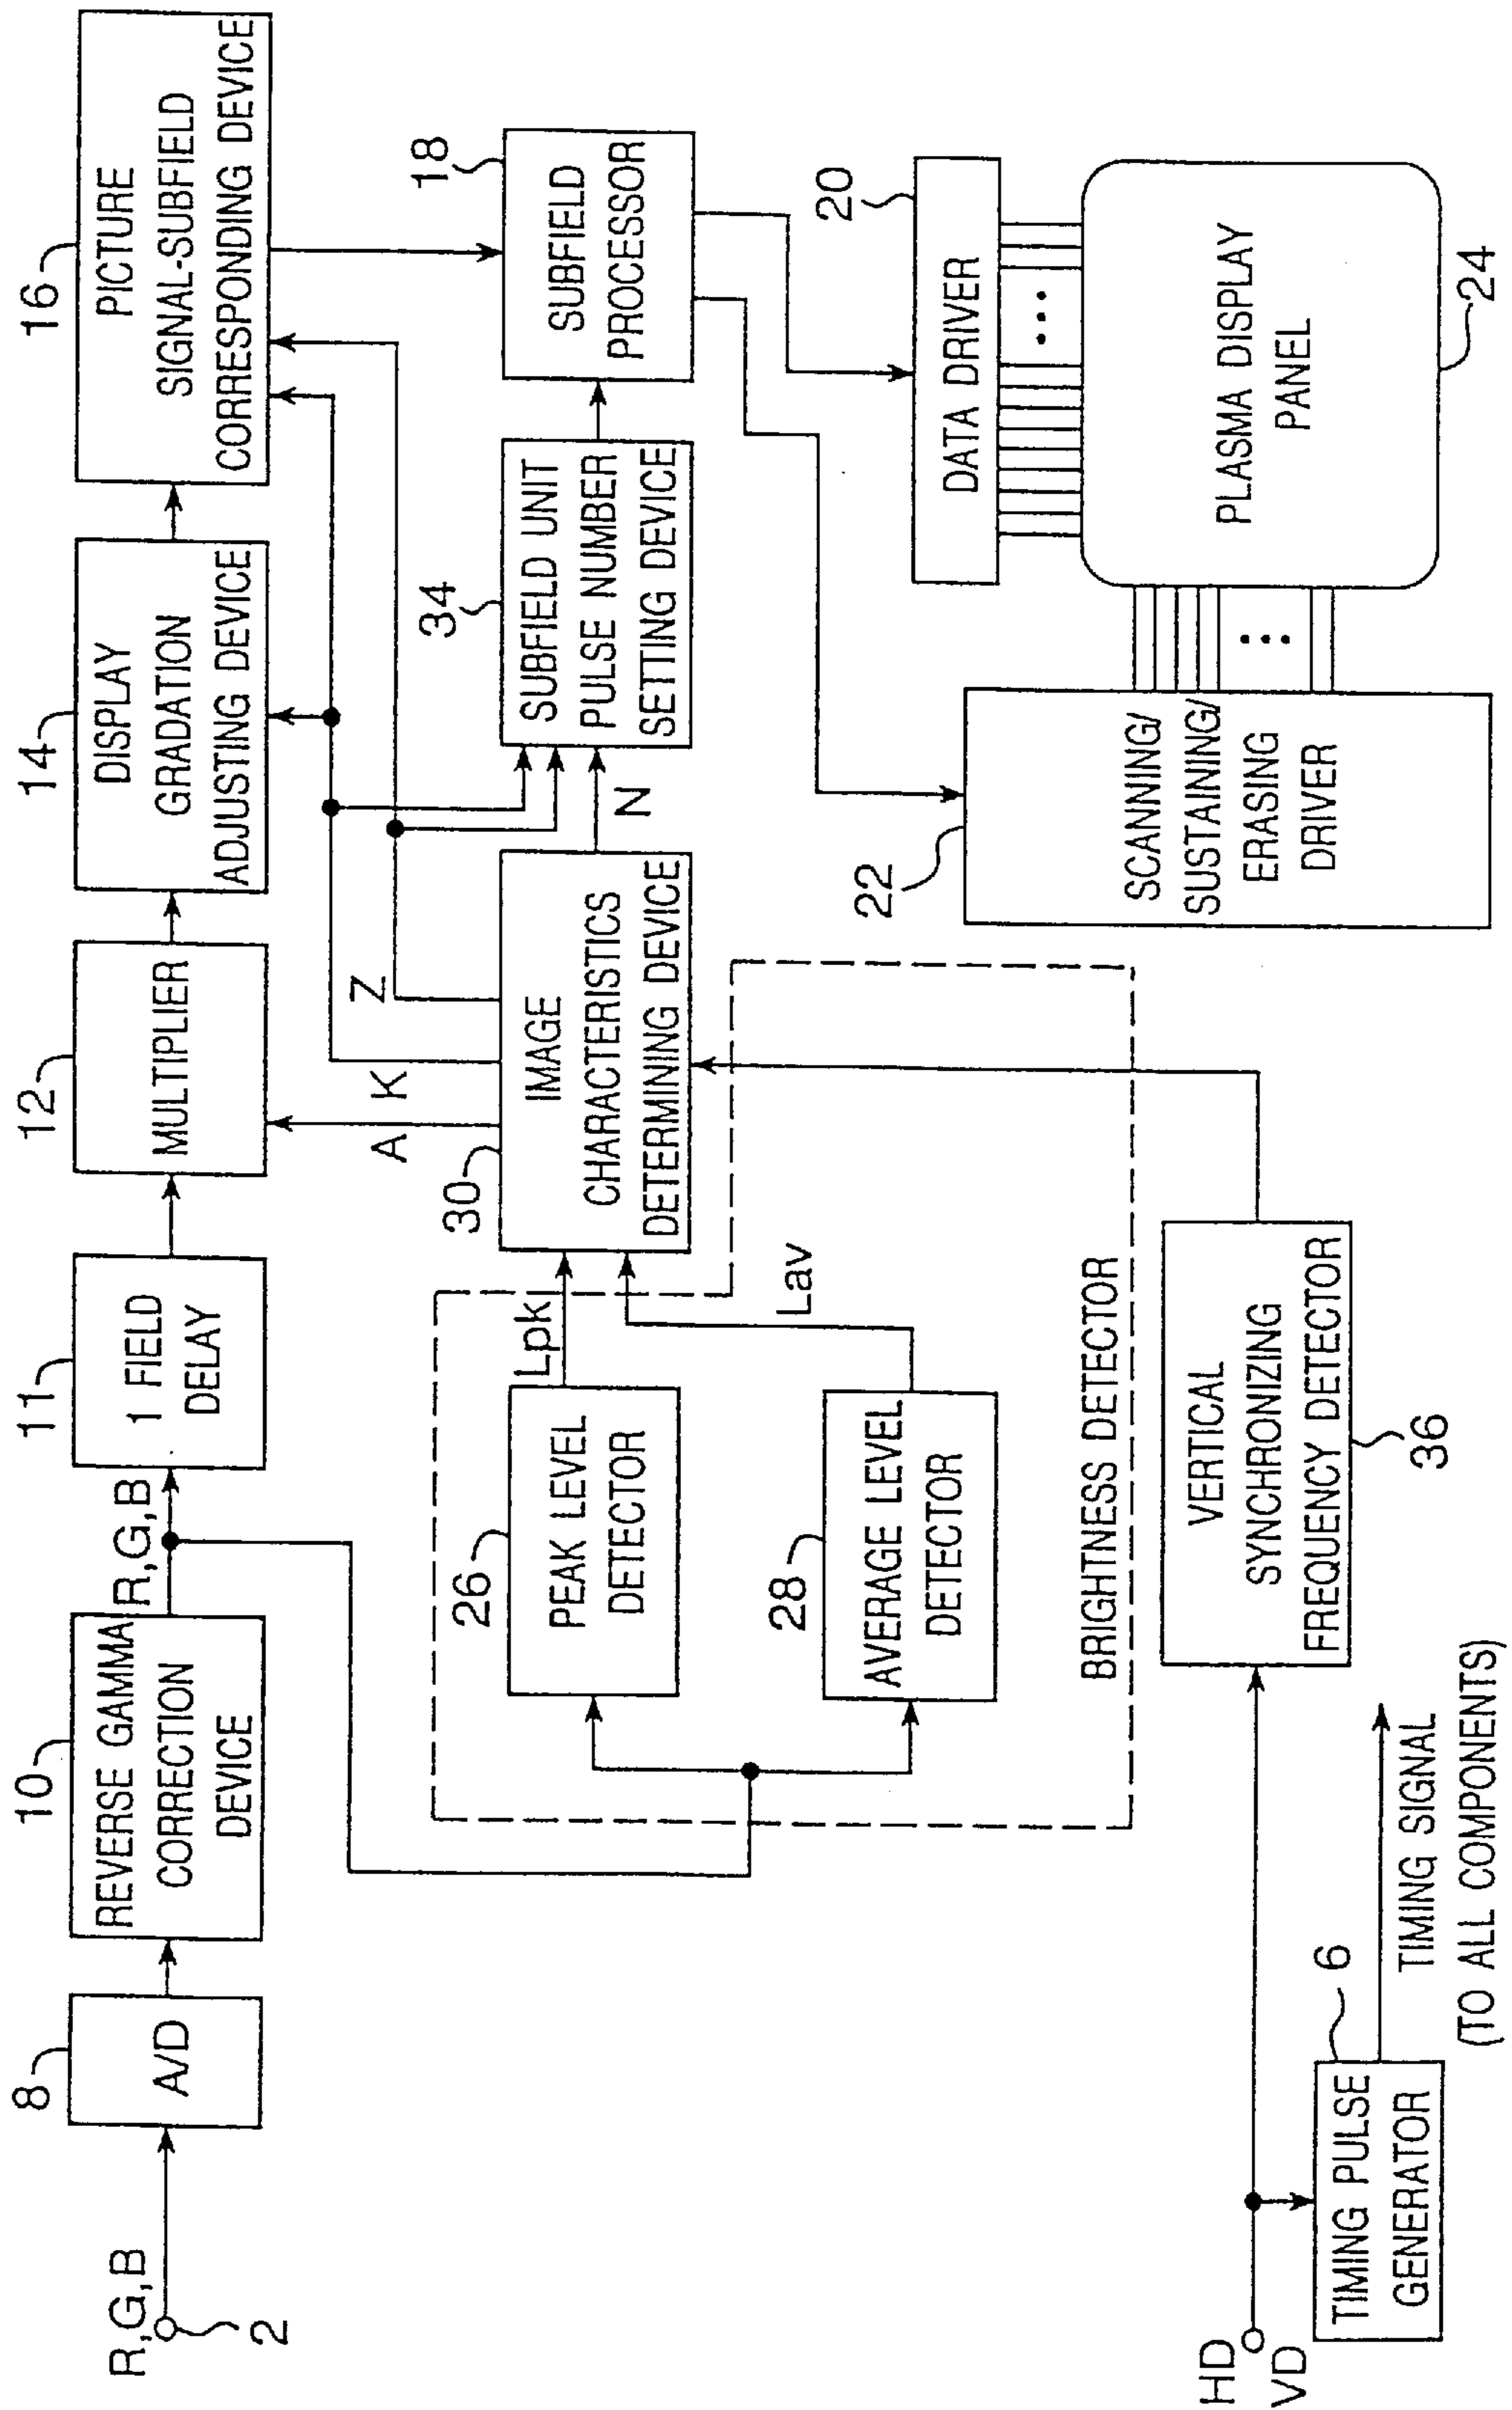 R,G,B
2
8
A/D
10
REVERSE GAMMA
CORRECTION
DEVICE
R,G,B
11
1 FIELD
DELAY
12
MULTIPLIER
14
DISPLAY
GRADATION
ADJUSTING DEVICE
16
PICTURE
SIGNAL-SUBFIELD
CORRESPONDING DEVICE
A
K
Z
26
PEAK LEVEL
DETECTOR
Lpk
28
AVERAGE LEVEL
DETECTOR
Lav
BRIGHTNESS DETECTOR
30
IMAGE
CHARACTERISTICS
DETERMINING DEVICE
N
34
SUBFIELD UNIT
PULSE NUMBER
SETTING DEVICE
18
SUBFIELD
PROCESSOR
20
DATA DRIVER
22
SCANNING/
SUSTAINING/
ERASING
DRIVER
PLASMA DISPLAY
PANEL
24
HD
VD
VERTICAL
SYNCHRONIZING
FREQUENCY DETECTOR
36
6
TIMING PULSE
GENERATOR
TIMING SIGNAL
(TO ALL COMPONENTS)